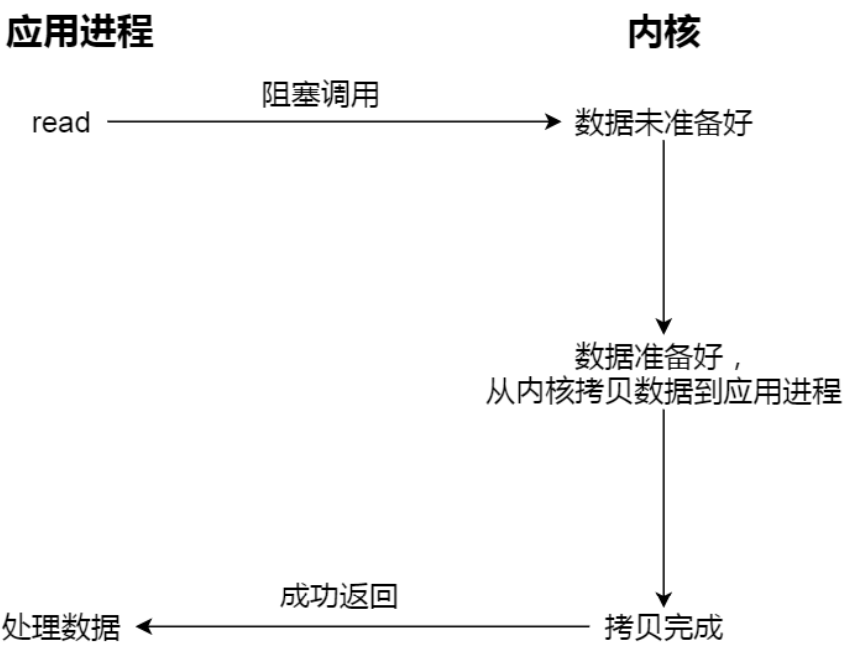 应用进程
内核
阻塞调用
read
数据未准备好
数据准备好，
从内核拷贝数据到应用进程
成功返回
处理数据
拷贝完成